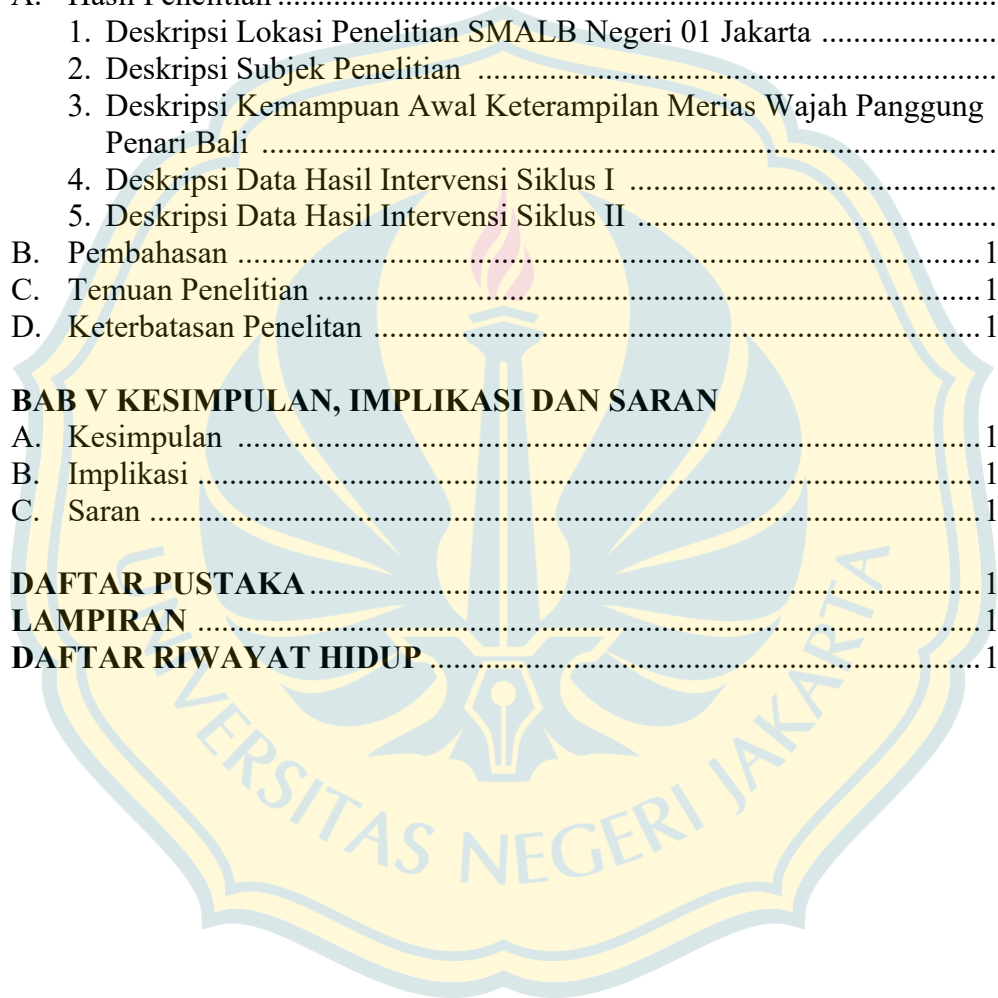 A. Hasil Penelitian ........................................................................................
1. Deskripsi Lokasi Penelitian SMALB Negeri 01 Jakarta ......................
2. Deskripsi Subjek Penelitian ..................................................................
3. Deskripsi Kemampuan Awal Keterampilan Merias Wajah Panggung
Penari Bali ............................................................................................
4. Deskripsi Data Hasil Intervensi Siklus I ..............................................
5. Deskripsi Data Hasil Intervensi Siklus II .............................................
B. Pembahasan ............................................................................................. 1
C. Temuan Penelitian ................................................................................... 1
D. Keterbatasan Penelitan ............................................................................ 1
BAB V KESIMPULAN, IMPLIKASI DAN SARAN
A. Kesimpulan ............................................................................................. 1
B. Implikasi .................................................................................................. 1
C. Saran ........................................................................................................ 1
DAFTAR PUSTAKA .................................................................................... 1
LAMPIRAN ................................................................................................... 1
DAFTAR RIWAYAT HIDUP ..................................................................... 1
UNIVERSITAS NEGERI JAKARTA